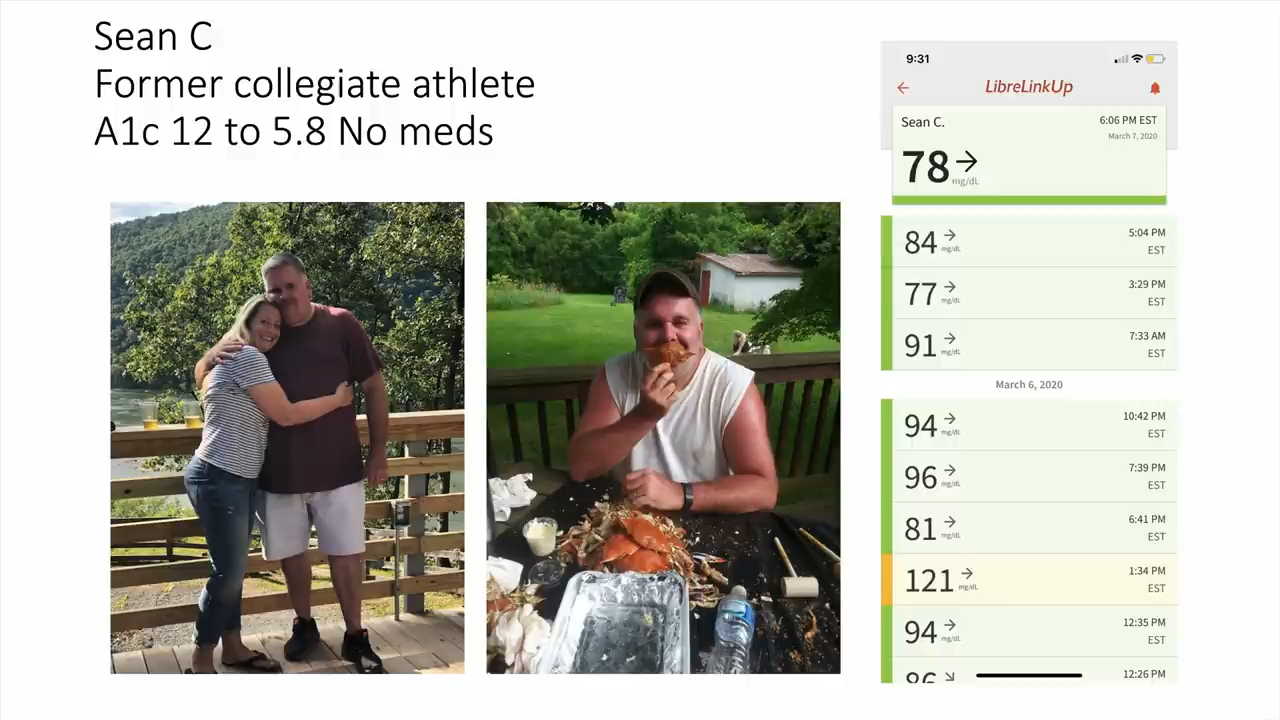 Sean C
Former collegiate athlete
A1c 12 to 5.8 No meds
9:31
LibreLinkUp
Sean C.
6:06 PM EST
March 7, 2020
78
mg/dL
84
mg/dL
5:04 PM
EST
77
mg/dL
3:29 PM
EST
91
mg/dL
7:33 AM
EST
March 6, 2020
94
mg/dL
10:42 PM
EST
96
mg/dL
7:39 PM
EST
81
mg/dL
6:41 PM
EST
121
mg/dL
1:34 PM
EST
94
mg/dL
12:35 PM
EST
86
12:26 PM